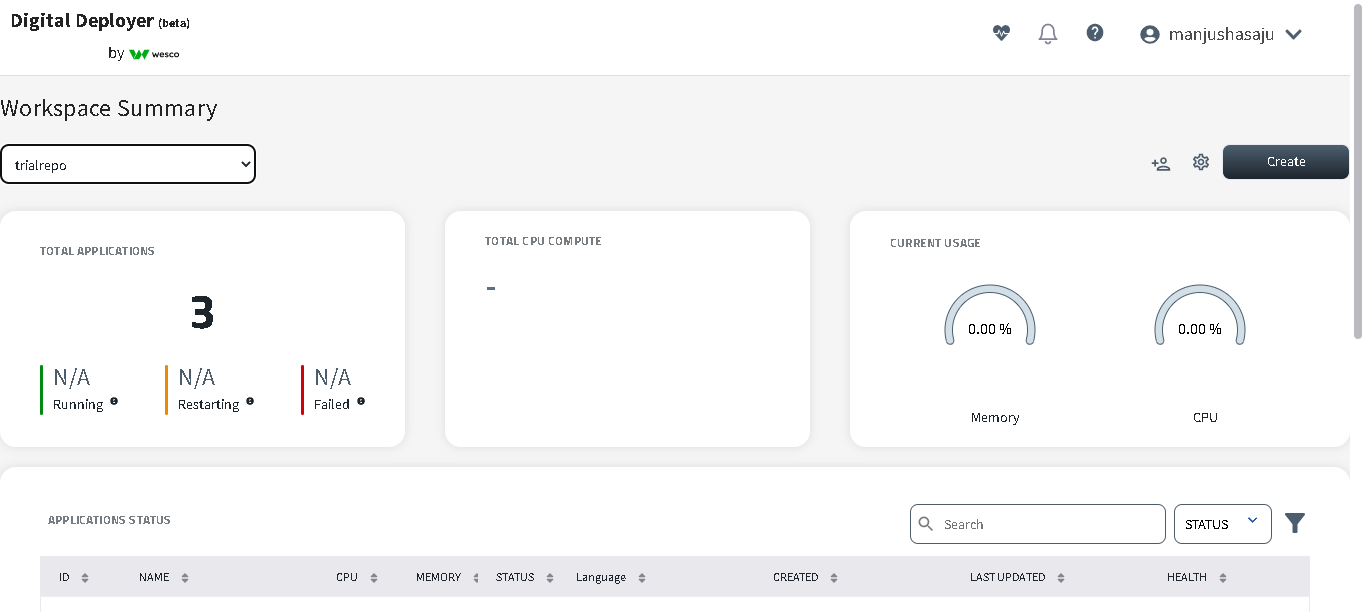 Digital Deployer (beta)
by wesco
manjushasaju
Workspace Summary
trialrepo
Create
TOTAL APPLICATIONS
3
N/A
Running
N/A
Restarting
N/A
Failed
TOTAL CPU COMPUTE
-
CURRENT USAGE
0.00 %
Memory
0.00 %
CPU
APPLICATIONS STATUS
Search
STATUS
ID NAME CPU MEMORY STATUS Language CREATED LAST UPDATED HEALTH